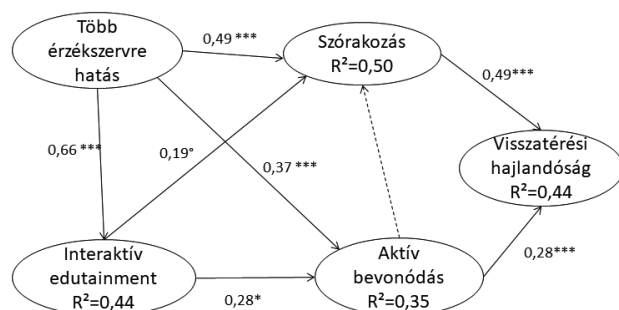 Több
érzékszervre
hatás
0,49 ***
Szórakozás
R²=0,50
0,49***
0,66 ***
0,19°
0,37 ***
Visszatérési
hajlandóság
R²=0,44
Interaktív
edutainment
R²=0,44
0,28*
Aktív
bevonódás
R²=0,35
0,28***